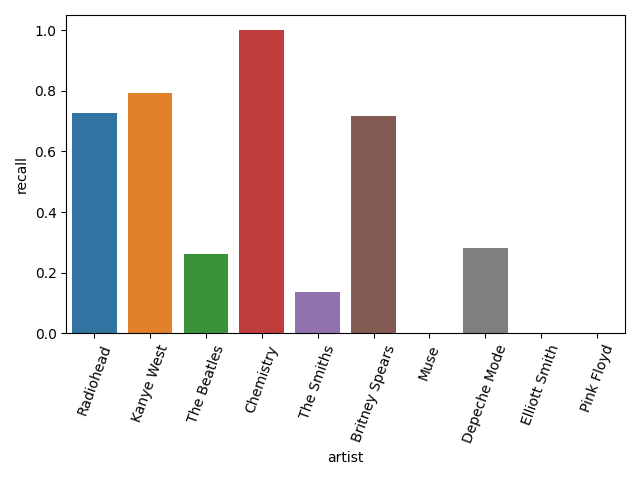 1.0
0.8
0.6
0.4
0.2
0.0
recall
Radiohead
Kanye West
The Beatles
Chemistry
The Smiths
Britney Spears
Muse
Depeche Mode
Elliott Smith
Pink Floyd
artist